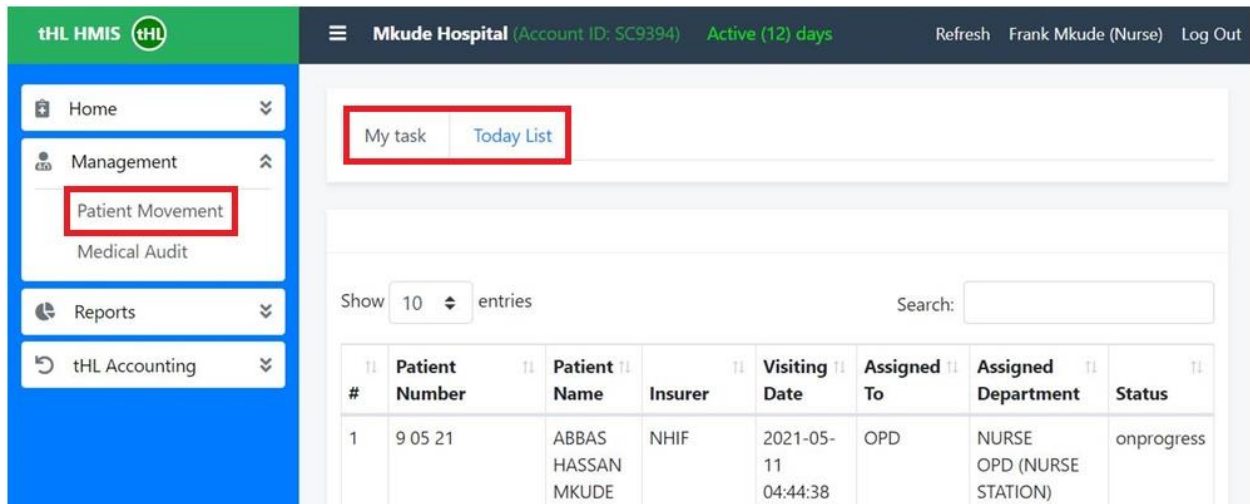 tHL HMIS tHL
Mkude Hospital (Account ID: SC9394) Active (12) days Refresh Frank Mkude (Nurse) Log Out
Home
Management
Patient Movement
Medical Audit
Reports
tHL Accounting
My task Today List
Show 10 entries Search:
# Patient Number Patient Name Insurer Visiting Date Assigned To Assigned Department Status
1 9 05 21 ABBAS NHIF 2021-05- OPD NURSE onprogress
HASSAN 11 OPD (NURSE
MKUDE 04:44:38 STATION)